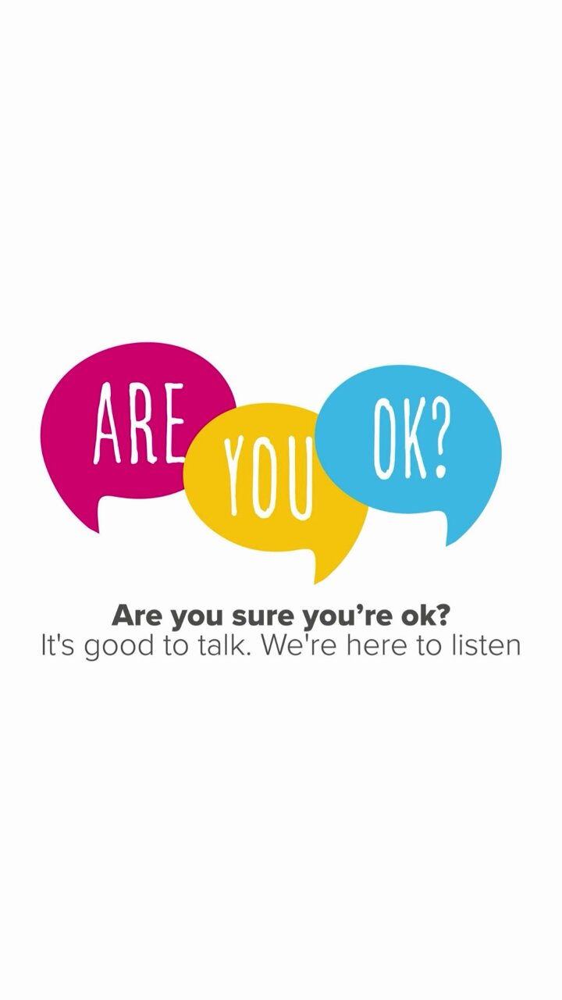 ARE
YOU
OK?
Are you sure you’re ok?
It's good to talk. We're here to listen